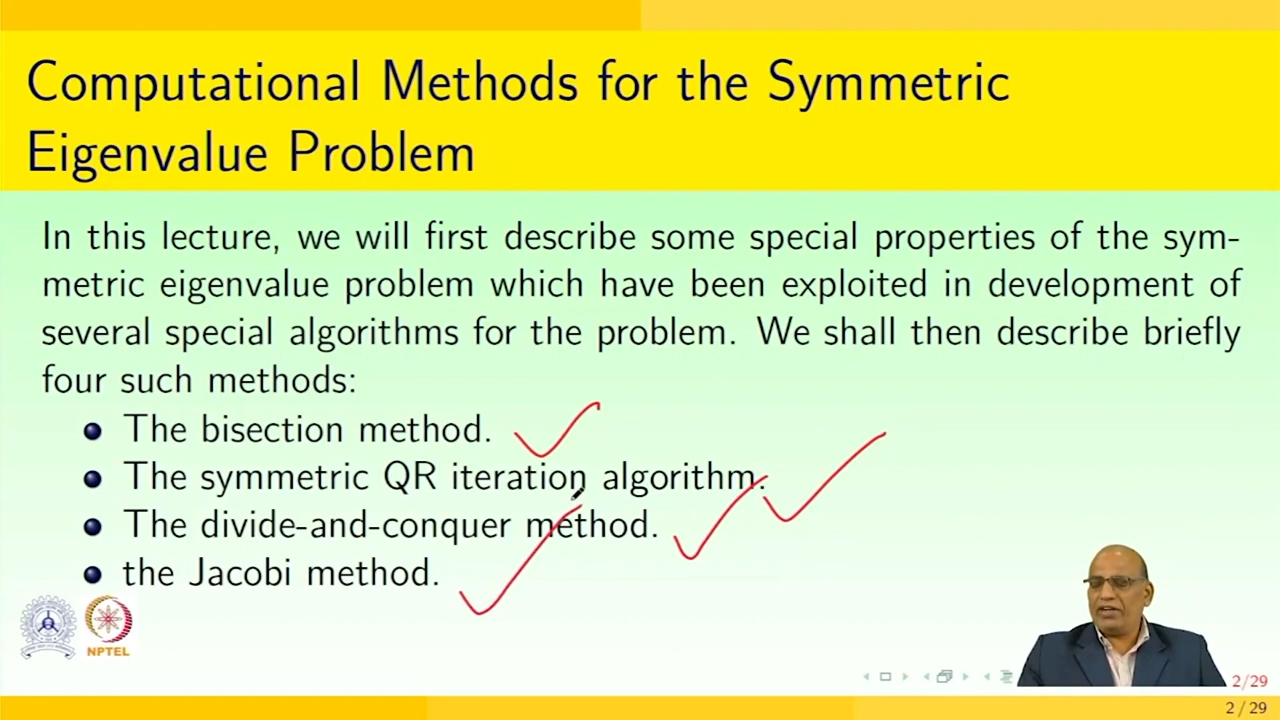 Computational Methods for the Symmetric
Eigenvalue Problem
In this lecture, we will first describe some special properties of the sym-
metric eigenvalue problem which have been exploited in development of
several special algorithms for the problem. We shall then describe briefly
four such methods:
The bisection method.
The symmetric QR iteration algorithm.
The divide-and-conquer method.
the Jacobi method.
NPTEL
2/29
2 / 29